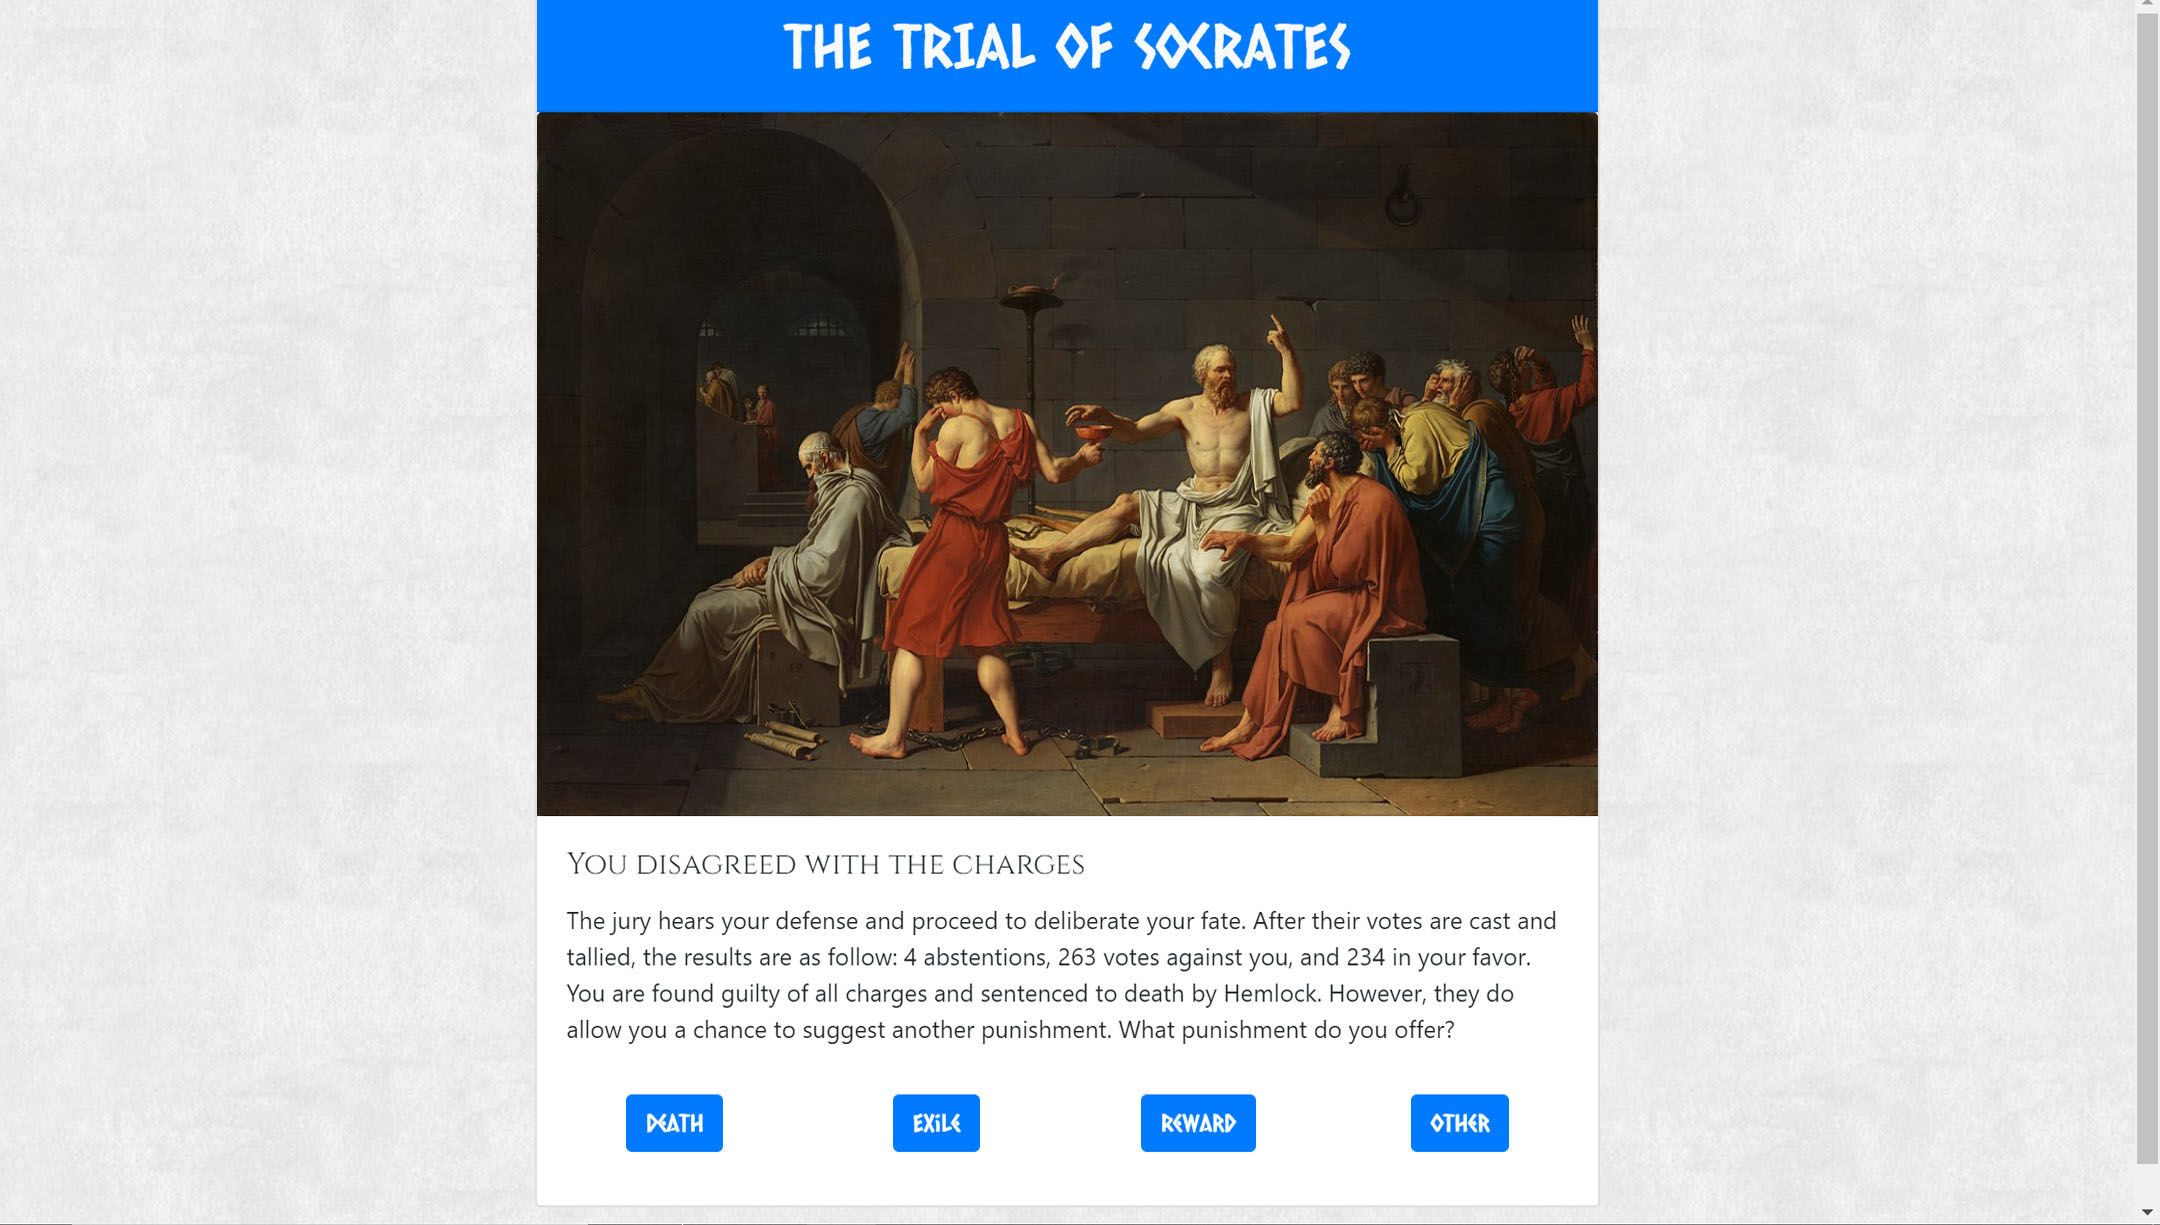 THE TRIAL OF SOCRATES
You disagreed with the charges
The jury hears your defense and proceed to deliberate your fate. After their votes are cast and
tallied, the results are as follow: 4 abstentions, 263 votes against you, and 234 in your favor.
You are found guilty of all charges and sentenced to death by Hemlock. However, they do
allow you a chance to suggest another punishment. What punishment do you offer?
DEATH
EXiLE
REWARD
OTHER